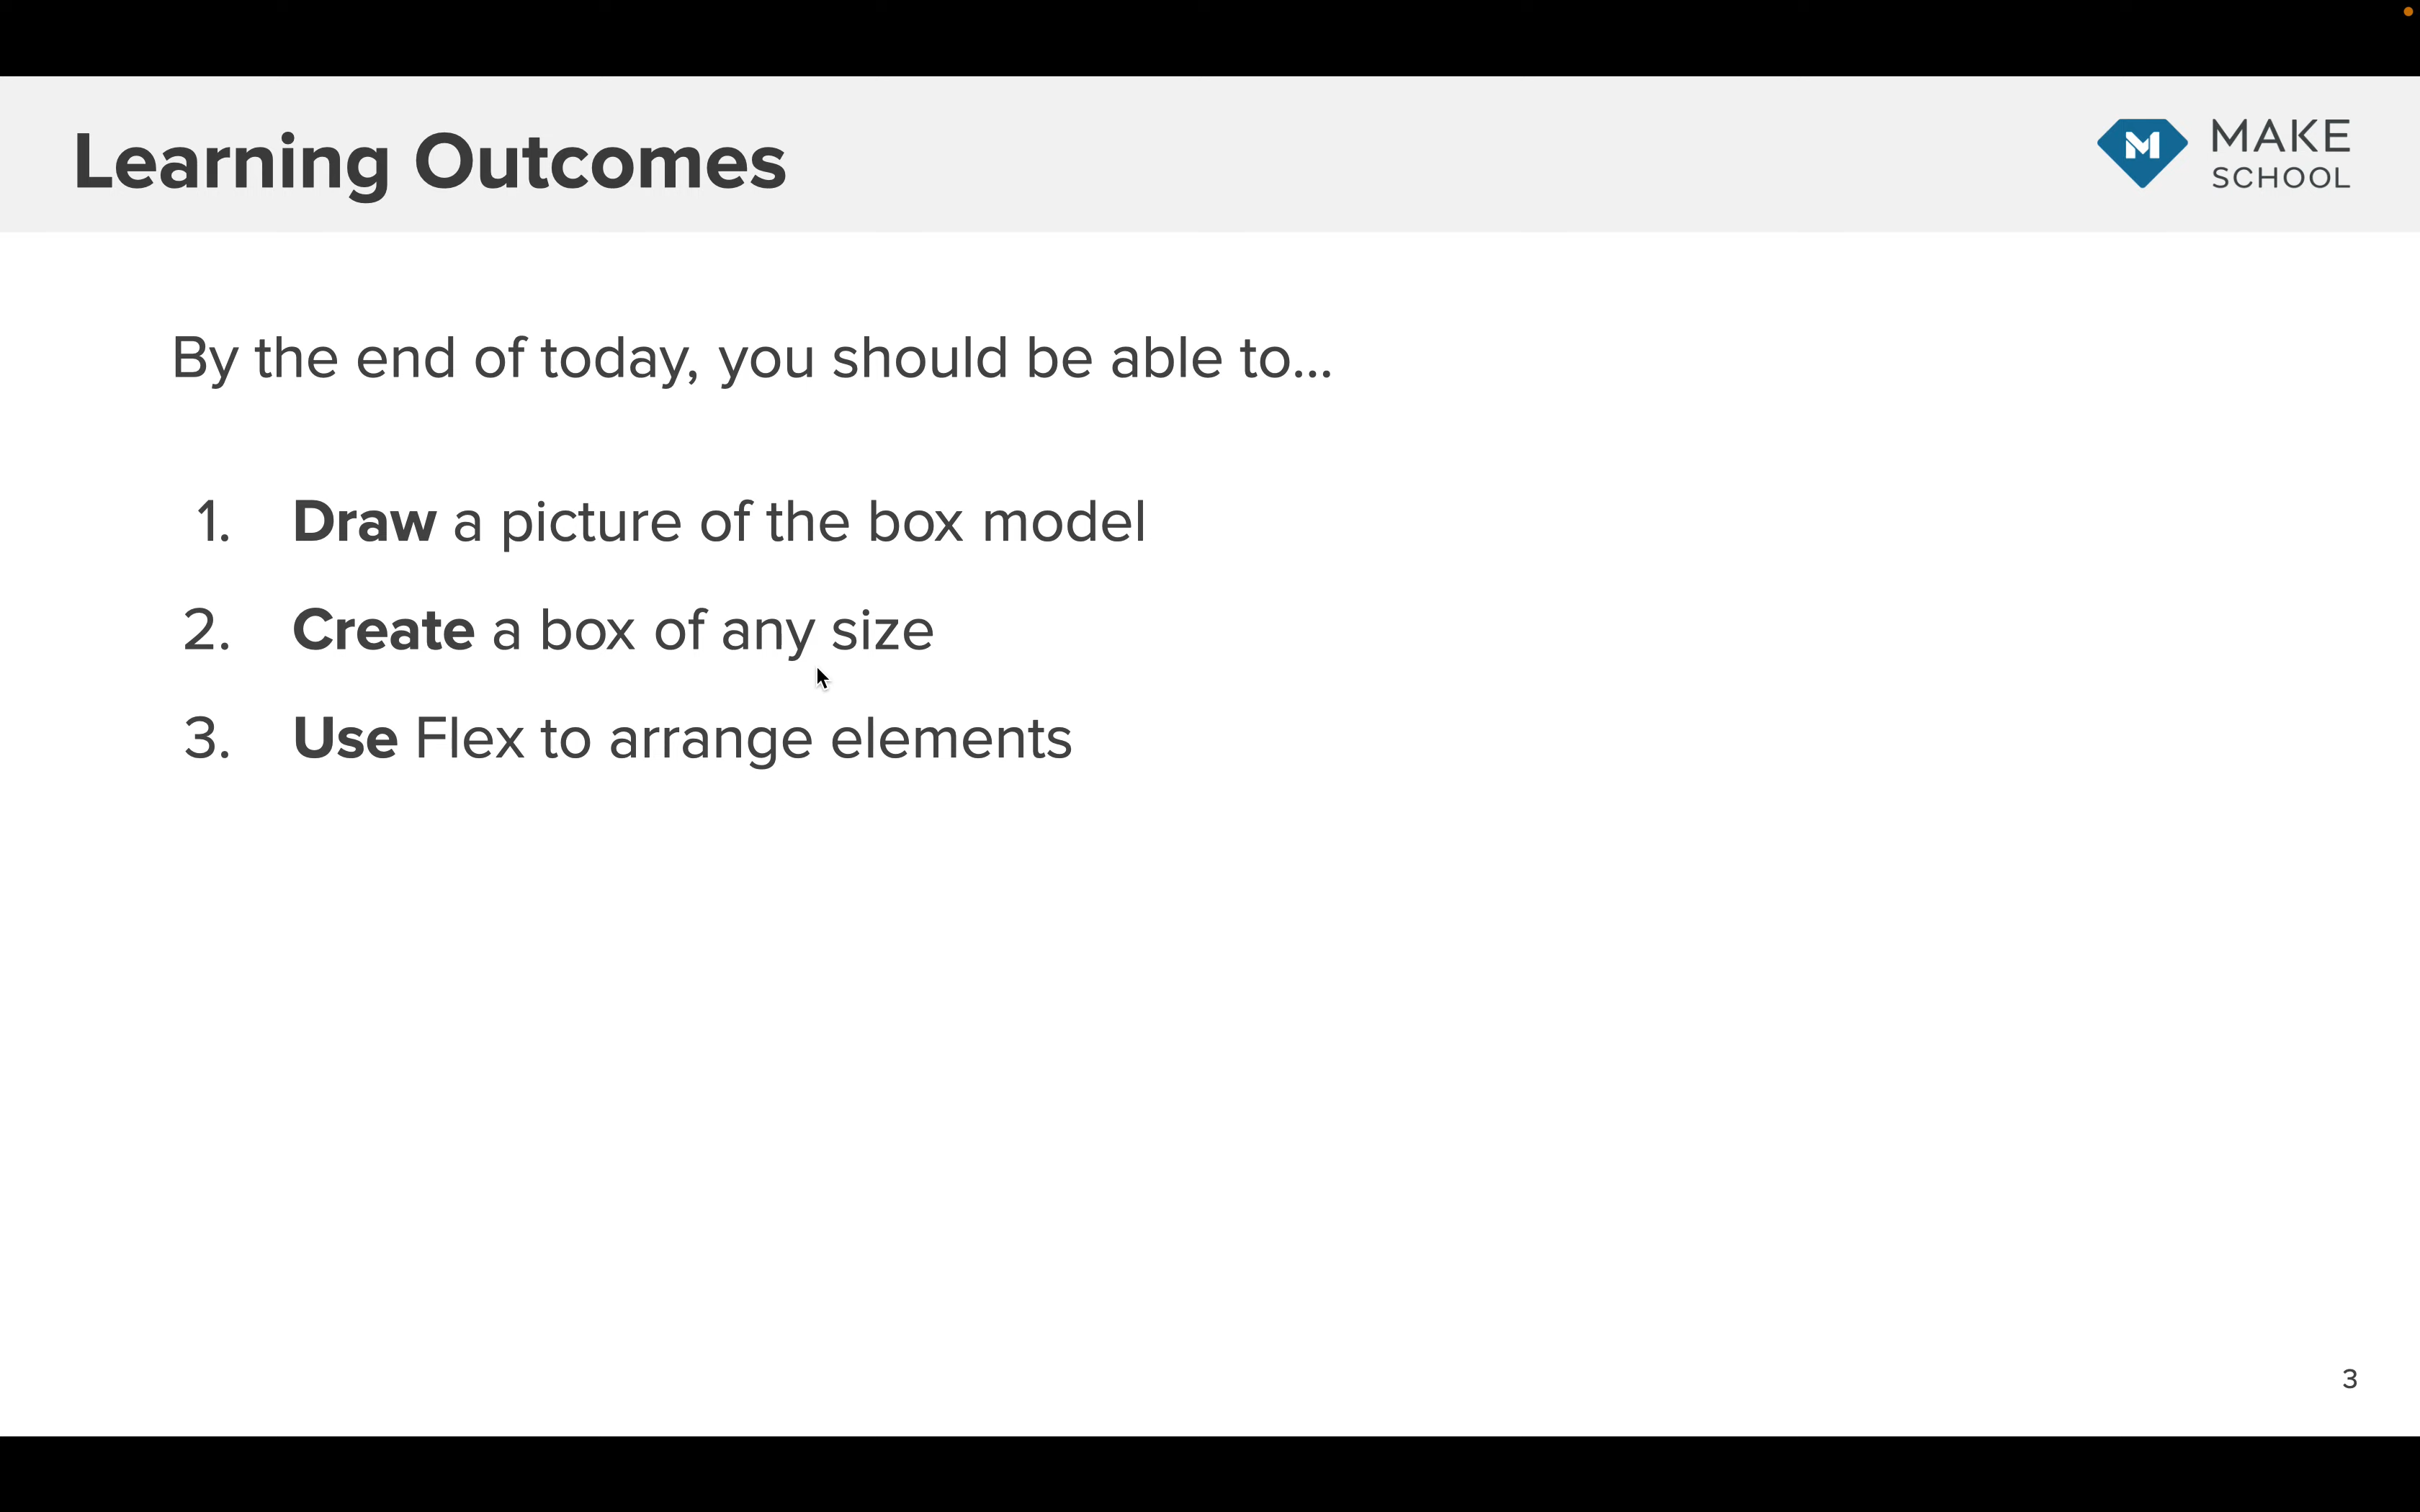 Learning Outcomes
MAKE
SCHOOL
By the end of today, you should be able to...
1. Draw a picture of the box model
2. Create a box of any size
3. Use Flex to arrange elements
3